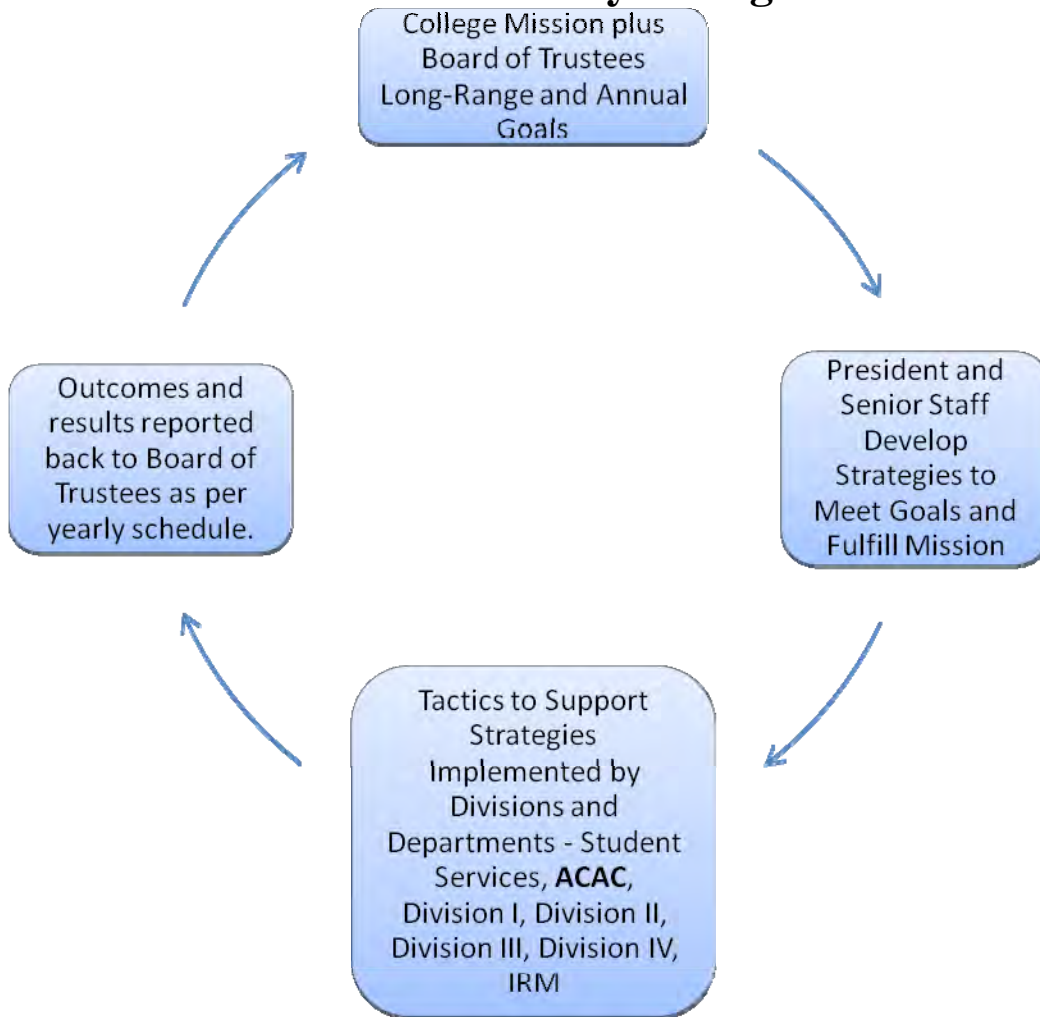 College Mission plus
Board of Trustees
Long-Range and Annual
Goals
President and
Senior Staff
Develop
Strategies to
Meet Goals and
Fulfill Mission
Tactics to Support
Strategies
Implemented by
Divisions and
Departments - Student
Services, ACAC,
Division I, Division II,
Division III, Division IV,
IRM
Outcomes and
results reported
back to Board of
Trustees as per
yearly schedule.